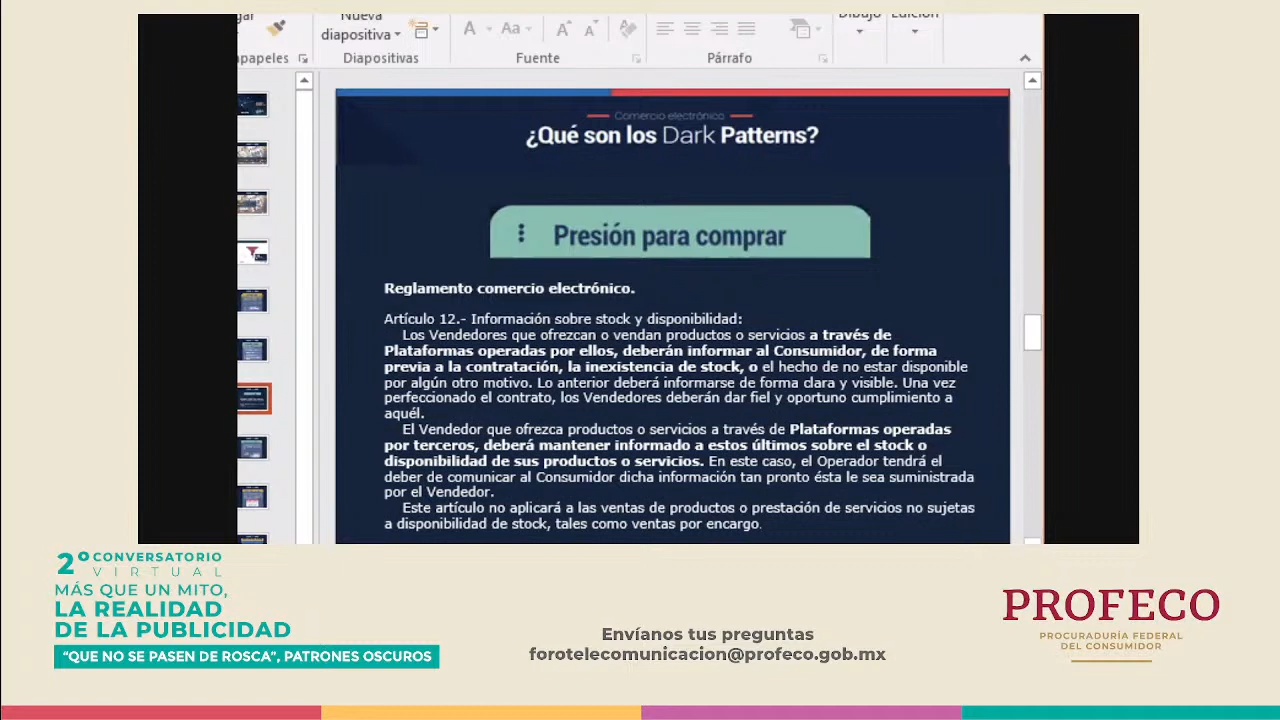 Nueva
diapositiva
Dibujo
Edición
Diapositivas
Fuente
Párrafo
Aa
Comercio electrónico
¿Qué son los Dark Patterns?
Presión para comprar
Reglamento comercio electrónico.
Artículo 12.- Información sobre stock y disponibilidad:
Los Vendedores que ofrezcan o vendan productos o servicios a través de
Plataformas operadas por ellos, deberán informar al Consumidor, de forma
previa a la contratación, la inexistencia de stock, o el hecho de no estar disponible
por algún otro motivo. Lo anterior deberá informarse de forma clara y visible. Una vez
perfeccionado el contrato, los Vendedores deberán dar fiel y oportuno cumplimiento a
aquél.
El Vendedor que ofrezca productos o servicios a través de Plataformas operadas
por terceros, deberá mantener informado a estos últimos sobre el stock o
disponibilidad de sus productos o servicios. En este caso, el Operador tendrá el
deber de comunicar al Consumidor dicha información tan pronto ésta le sea suministrada
por el Vendedor.
Este artículo no aplicará a las ventas de productos o prestación de servicios no sujetas
a disponibilidad de stock, tales como ventas por encargo.
2º CONVERSATORIO
VIRTUAL
MÁS QUE UN MITO,
LA REALIDAD
DE LA PUBLICIDAD
“QUE NO SE PASEN DE ROSCA”, PATRONES OSCUROS
Envíanos tus preguntas
forotelecomunicacion@profeco.gob.mx
PROFECO
PROCURADURÍA FEDERAL
DEL CONSUMIDOR